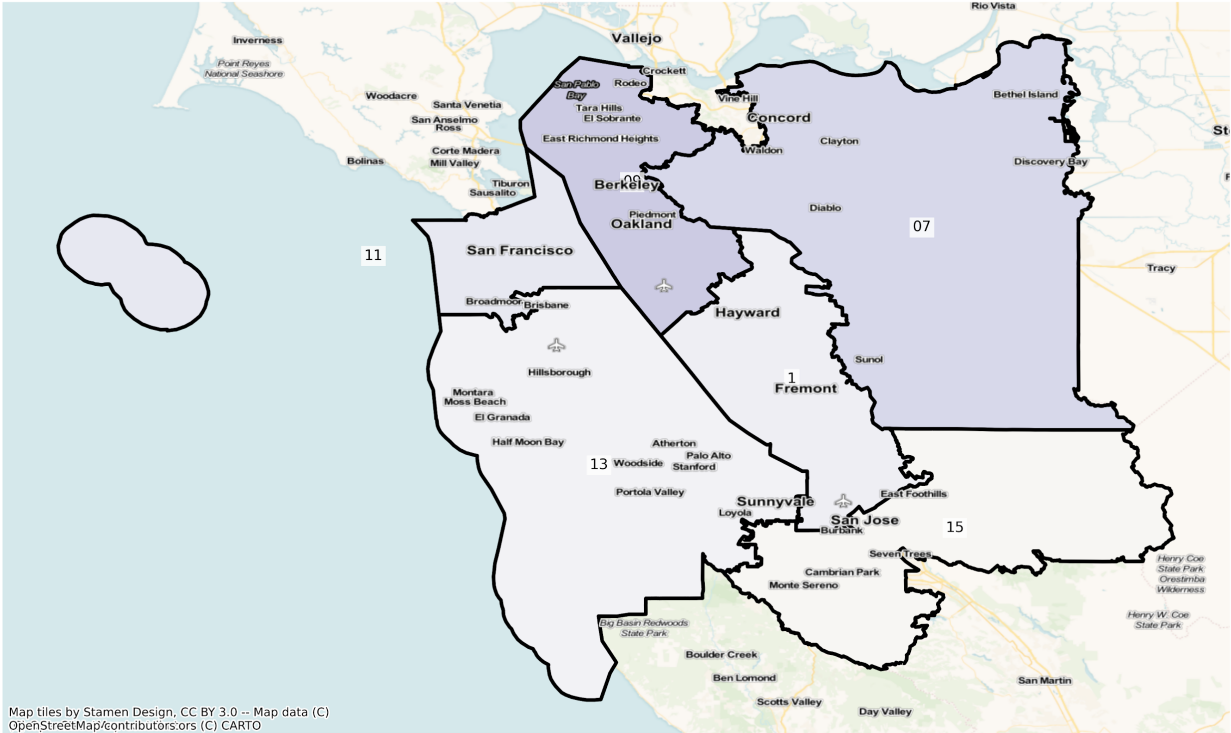 Rio Vista
Inverness
Vallejo
Point Reyes
National Seashore
Crockett
San Pablo
Bay
Rodeo
Woodacre
Vine Hill
Bethel Island
Santa Venetia
Tara Hills
San Anselmo
El Sobrante
Concord
Ross
East Richmond Heights
Clayton
Corte Madera
Waldon
Bolinas
Mill Valley
Discovery Bay
Tiburon
09
Berkeley
Sausalito
Diablo
Piedmont
Oakland
07
San Francisco
11
Tracy
Broadmoor
Brisbane
Hayward
Sunol
Hillsborough
1
Fremont
Montara
Moss Beach
El Granada
Half Moon Bay
Atherton
Palo Alto
13
Woodside
Stanford
Portola Valley
East Foothills
Sunnyvale
Loyola
San Jose
Burbank
15
Seven Trees
Cambrian Park
Monte Sereno
Henry Coe
State Park
Orestimba
Wilderness
Big Basin Redwoods
State Park
Henry W. Coe
State Park
Boulder Creek
Ben Lomond
San Martin
Scotts Valley
Day Valley
Map tiles by Stamen Design, CC BY 3.0 -- Map data (C)
OpenStreetMap contributors (C) CARTO